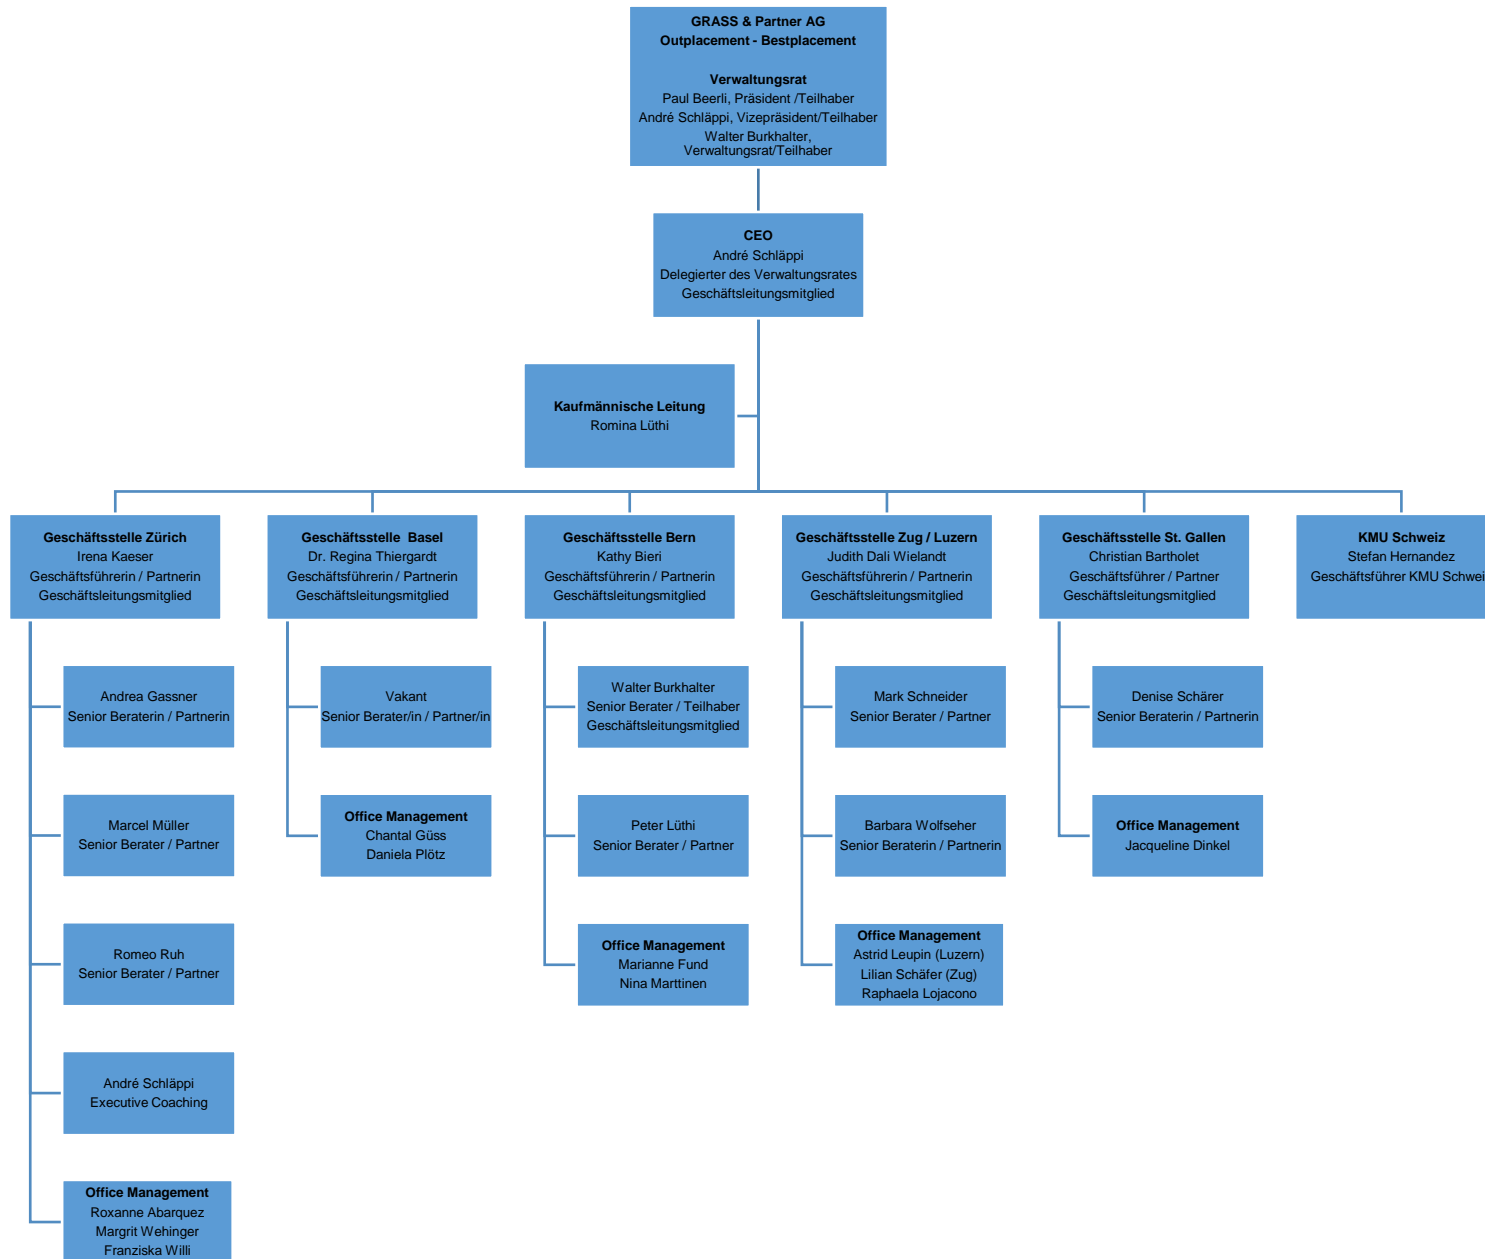 GRASS & Partner AG
Outplacement - Bestplacement
Verwaltungsrat
Paul Beerli, Präsident /Teilhaber
André Schläppi, Vizepräsident/Teilhaber
Walter Burkhalter,
Verwaltungsrat/Teilhaber
CEO
André Schläppi
Delegierter des Verwaltungsrates
Geschäftsleitungsmitglied
Kaufmännische Leitung
Romina Lüthi
Geschäftsstelle Zürich
Irena Kaeser
Geschäftsführerin / Partnerin
Geschäftsleitungsmitglied
Andrea Gassner
Senior Beraterin / Partnerin
Marcel Müller
Senior Berater / Partner
Romeo Ruh
Senior Berater / Partner
André Schläppi
Executive Coaching
Office Management
Roxanne Abarquez
Margrit Wehinger
Franziska Willi
Geschäftsstelle  Basel
Dr. Regina Thiergardt
Geschäftsführerin / Partnerin
Geschäftsleitungsmitglied
Vakant
Senior Berater/in / Partner/in
Office Management
Chantal Güss
Daniela Plötz
Geschäftsstelle Bern
Kathy Bieri
Geschäftsführerin / Partnerin
Geschäftsleitungsmitglied
Walter Burkhalter
Senior Berater / Teilhaber
Geschäftsleitungsmitglied
Peter Lüthi
Senior Berater / Partner
Office Management
Marianne Fund
Nina Marttinen
Geschäftsstelle Zug / Luzern
Judith Dali Wielandt
Geschäftsführerin / Partnerin
Geschäftsleitungsmitglied
Mark Schneider
Senior Berater / Partner
Barbara Wolfseher
Senior Beraterin / Partnerin
Office Management
Astrid Leupin (Luzern)
Lilian Schäfer (Zug)
Raphaela Lojacono
Geschäftsstelle St. Gallen
Christian Bartholet
Geschäftsführer / Partner
Geschäftsleitungsmitglied
Denise Schärer
Senior Beraterin / Partnerin
Office Management
Jacqueline Dinkel
KMU Schweiz
Stefan Hernandez
Geschäftsführer KMU Schwei